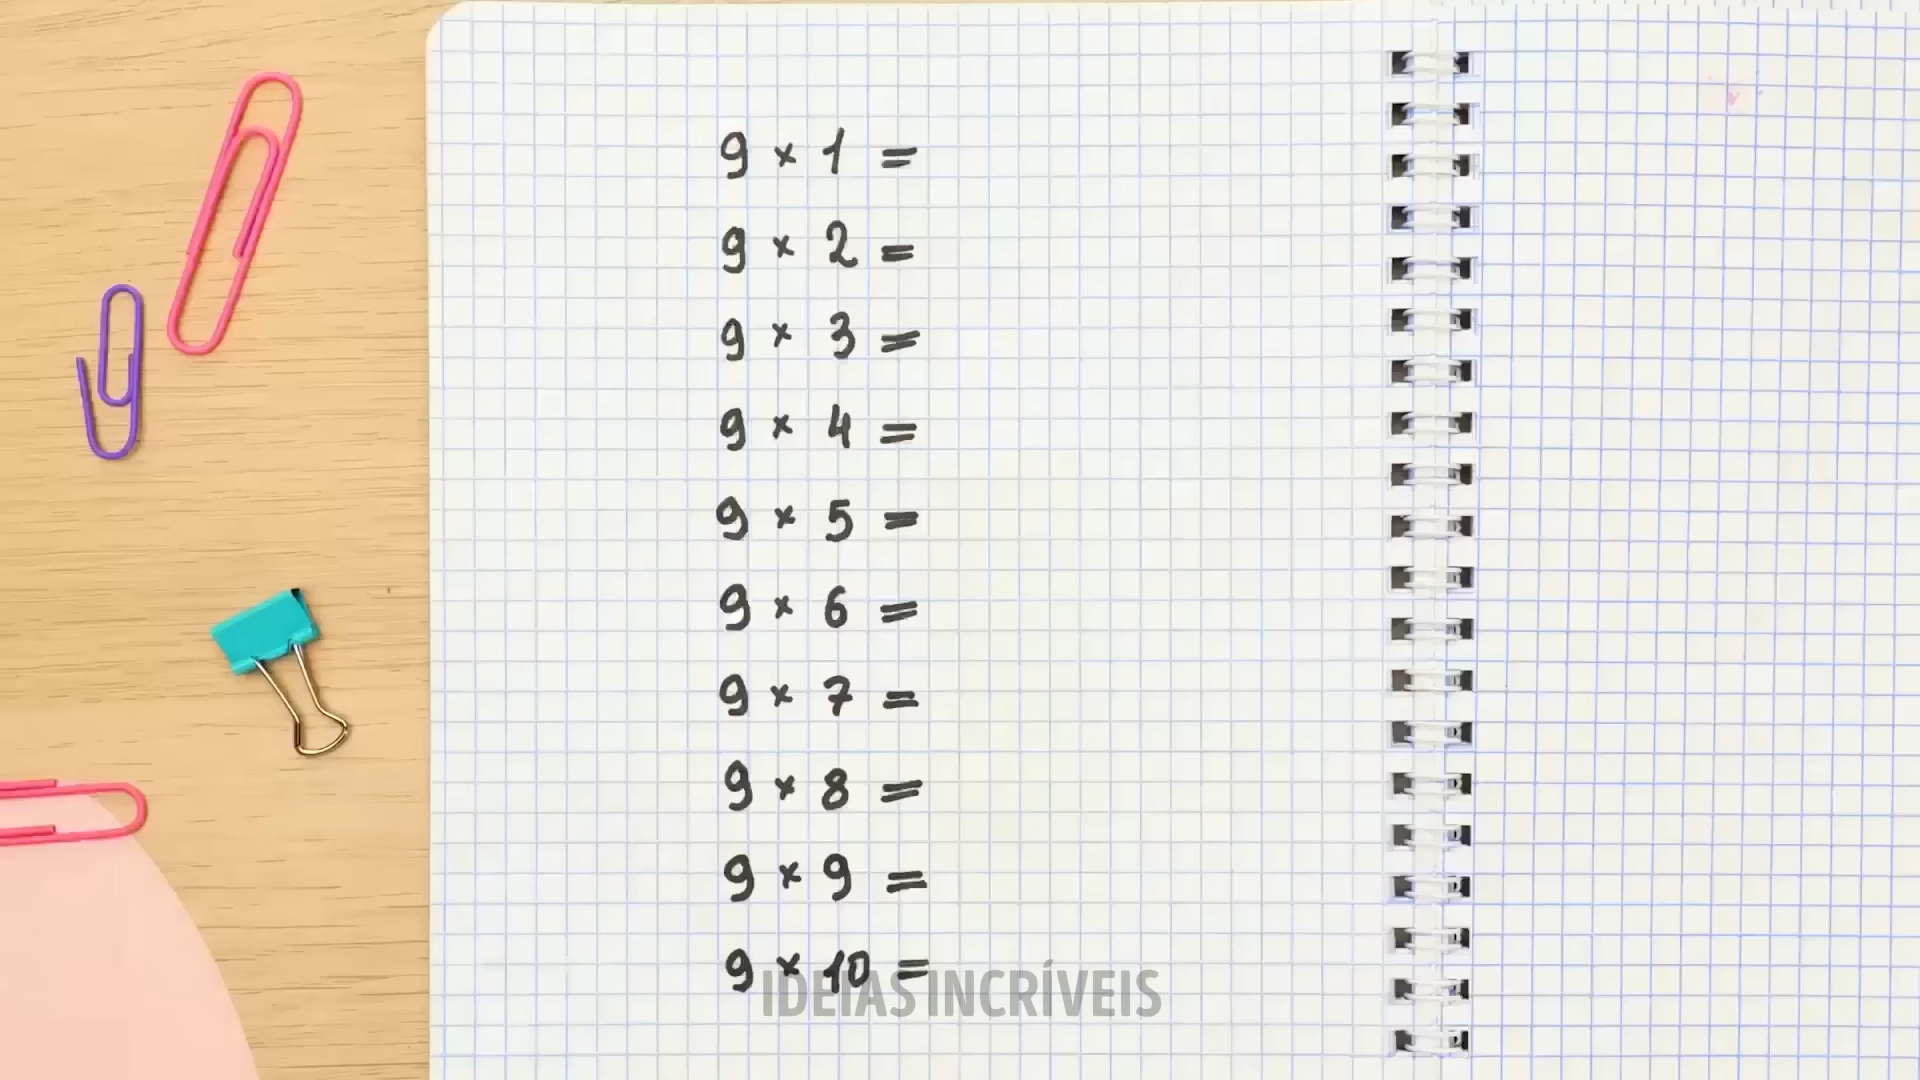 9 × 1 =
9 × 2 =
9 × 3 =
9 × 4 =
9 × 5 =
9 × 6 =
9 × 7 =
9 × 8 =
9 × 9 =
9 × 10 =
IDEIAS INCRÍVEIS